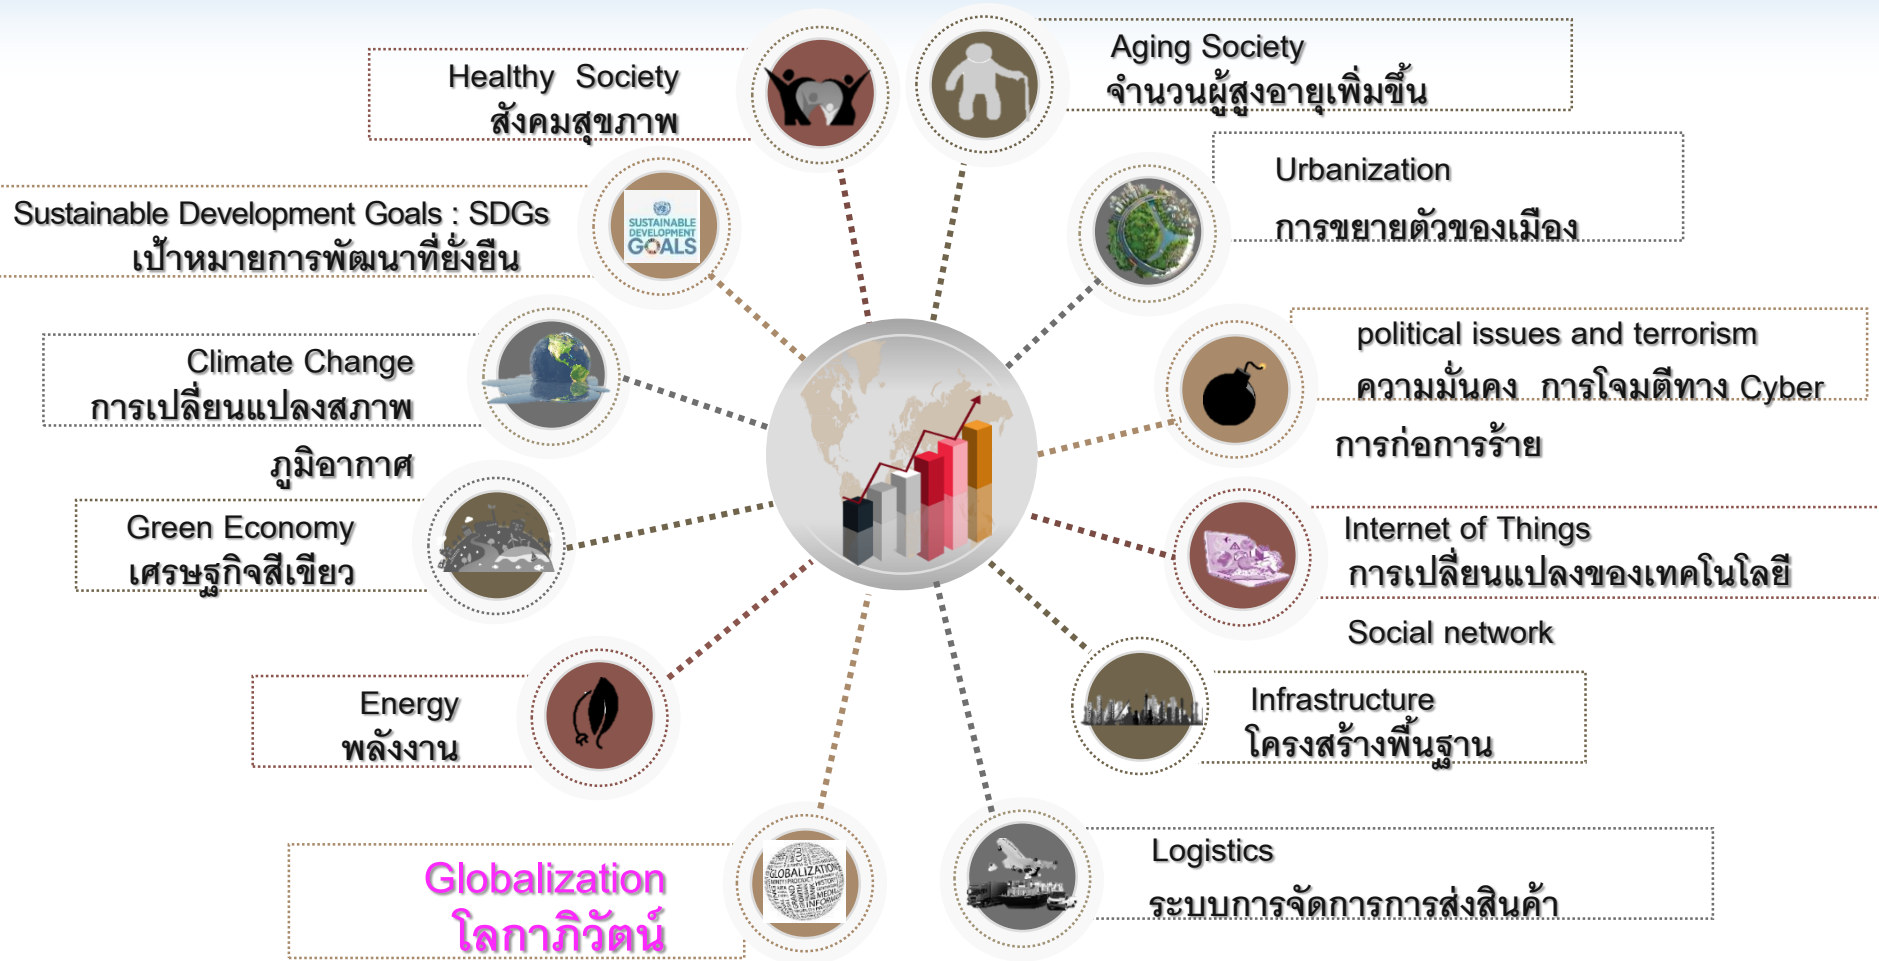 Healthy Society
สังคมสุขภาพ
Aging Society
จำนวนผู้สูงอายุเพิ่มขึ้น
Sustainable Development Goals : SDGs
เป้าหมายการพัฒนาที่ยั่งยืน
SUSTAINABLE
DEVELOPMENT
GOALS
Urbanization
การขยายตัวของเมือง
Climate Change
การเปลี่ยนแปลงสภาพ
ภูมิอากาศ
political issues and terrorism
ความมั่นคง การโจมตีทาง Cyber
การก่อการร้าย
Green Economy
เศรษฐกิจสีเขียว
Internet of Things
การเปลี่ยนแปลงของเทคโนโลยี
Social network
Energy
พลังงาน
Infrastructure
โครงสร้างพื้นฐาน
Globalization
โลกาภิวัตน์
GLOBALIZATION
Logistics
ระบบการจัดการการส่งสินค้า